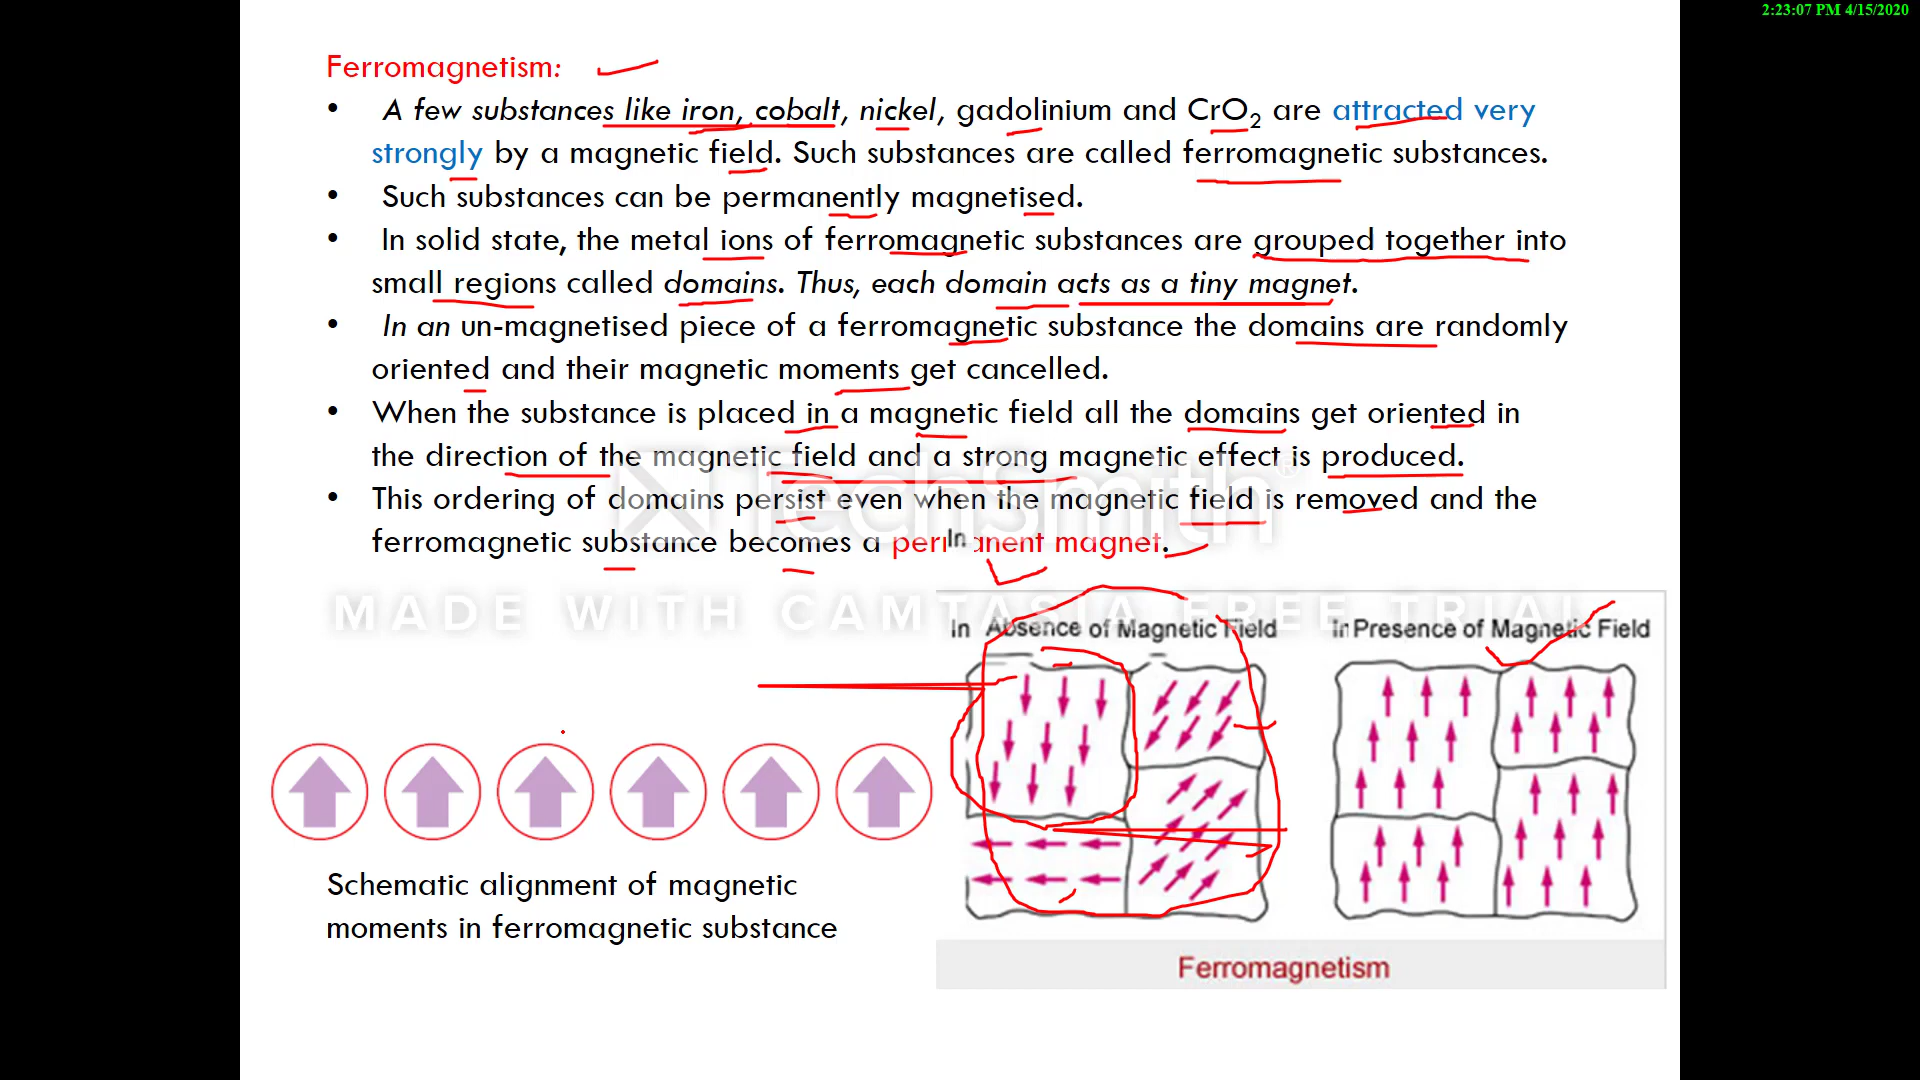 2:23:07 PM 4/15/2020
Ferromagnetism:
• A few substances like iron, cobalt, nickel, gadolinium and CrO₂ are attracted very
strongly by a magnetic field. Such substances are called ferromagnetic substances.
• Such substances can be permanently magnetised.
• In solid state, the metal ions of ferromagnetic substances are grouped together into
small regions called domains. Thus, each domain acts as a tiny magnet.
• In an un-magnetised piece of a ferromagnetic substance the domains are randomly
oriented and their magnetic moments get cancelled.
• When the substance is placed in a magnetic field all the domains get oriented in
the direction of the magnetic field and a strong magnetic effect is produced.
• This ordering of domains persist even when the magnetic field is removed and the
ferromagnetic substance becomes a permanent magnet.
In
TechSmith®
MADE WITH CAMTASIA FREE TRIAL
In Absence of Magnetic Field
In Presence of Magnetic Field
Schematic alignment of magnetic
moments in ferromagnetic substance
Ferromagnetism